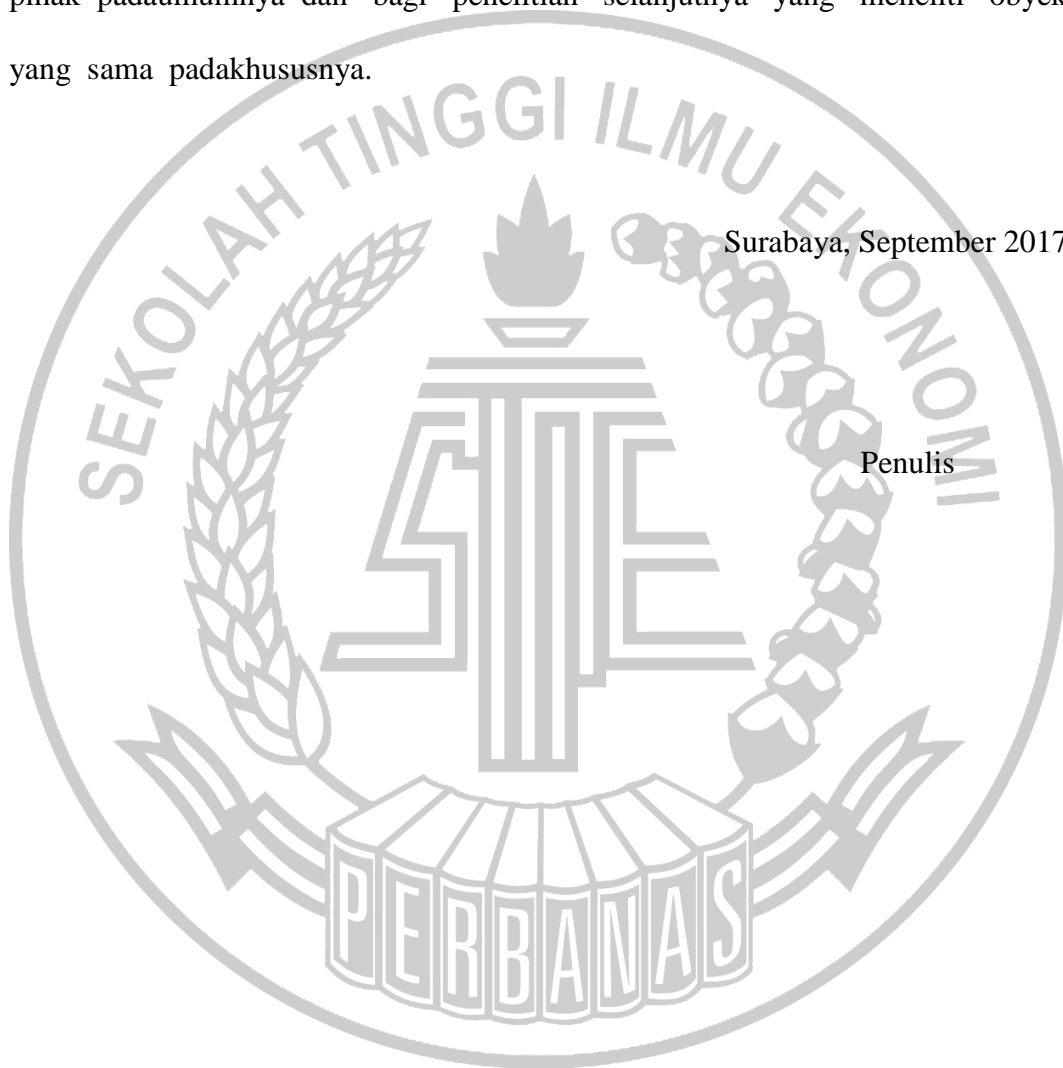 pihak padaumumnya dan bagi penelitian selanjutnya yang meneliti obyek
yang sama padakhususnya.
SEKOLAH TINGGI ILMU EKONOMI
Surabaya, September 2017
Penulis
STIE
PERBANAS